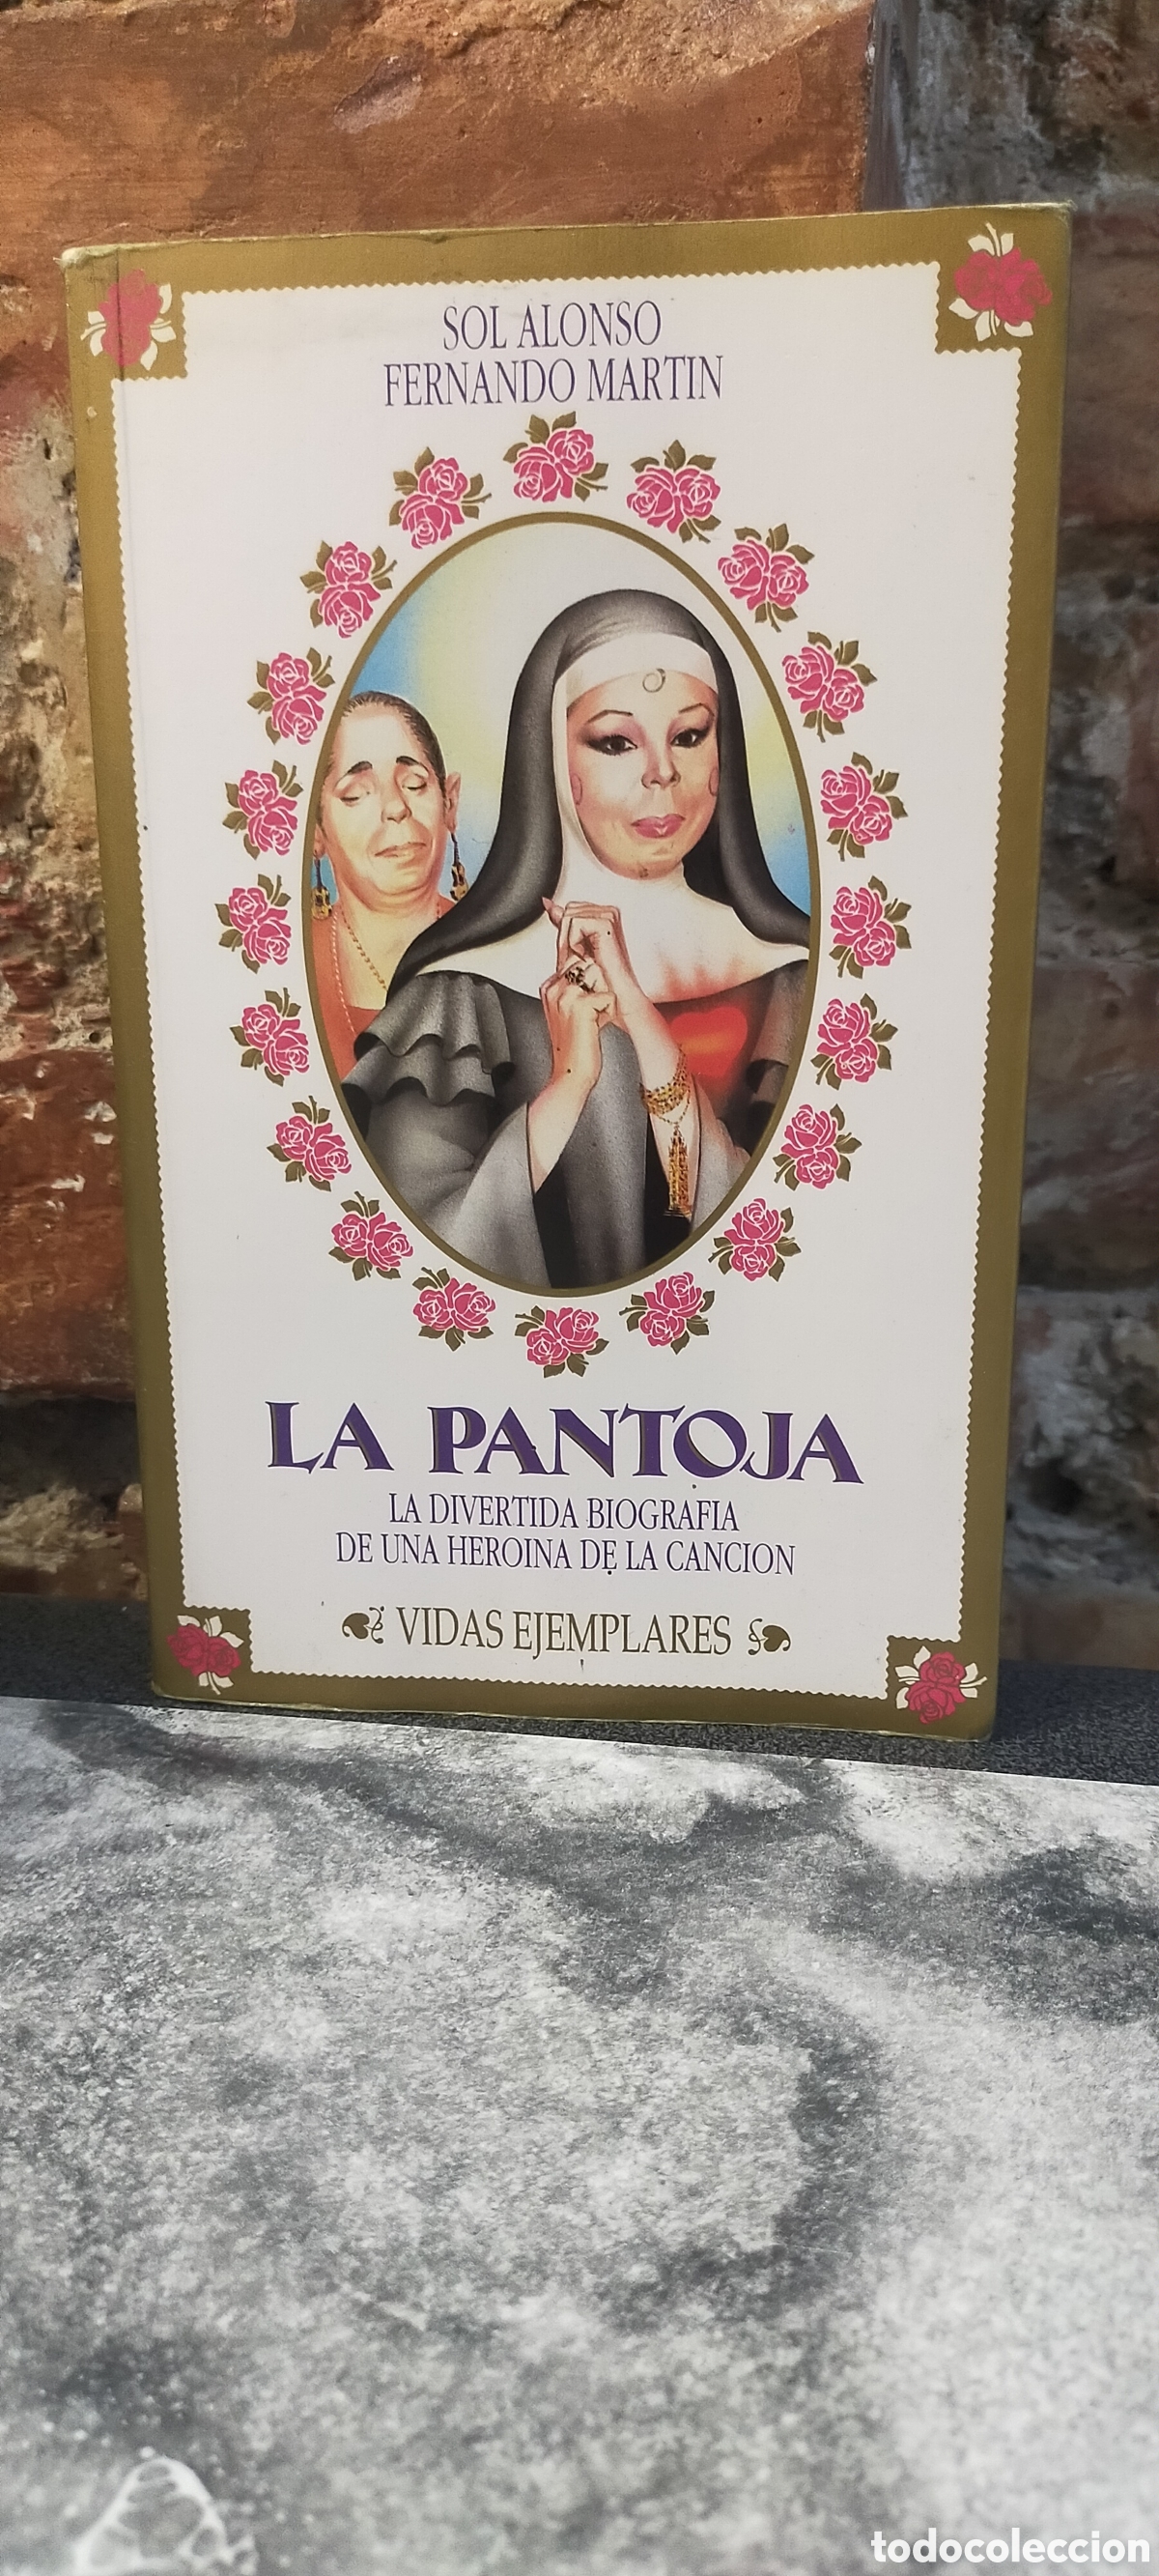 SOL ALONSO
FERNANDO MARTIN
LA PANTOJA
LA DIVERTIDA BIOGRAFIA
DE UNA HEROINA DE LA CANCION
VIDAS EJEMPLARES
todocoleccion